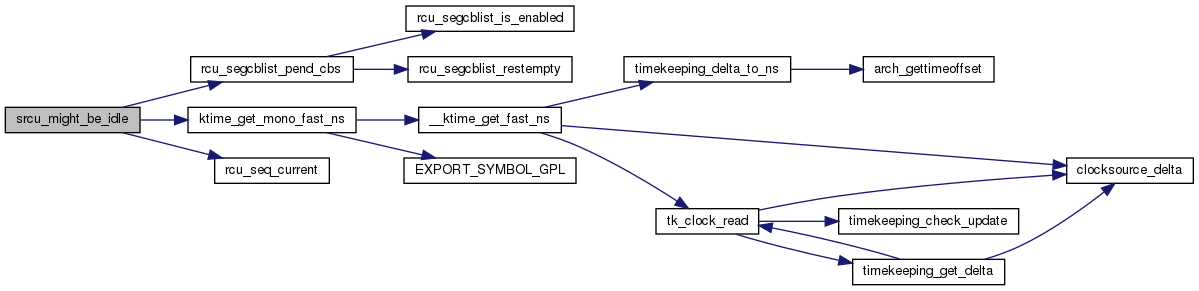 rcu_segcblist_is_enabled
rcu_segcblist_pend_cbs
rcu_segcblist_restempty
timekeeping_delta_to_ns
arch_gettimeoffset
srcu_might_be_idle
ktime_get_mono_fast_ns
__ktime_get_fast_ns
rcu_seq_current
EXPORT_SYMBOL_GPL
clocksource_delta
tk_clock_read
timekeeping_check_update
timekeeping_get_delta